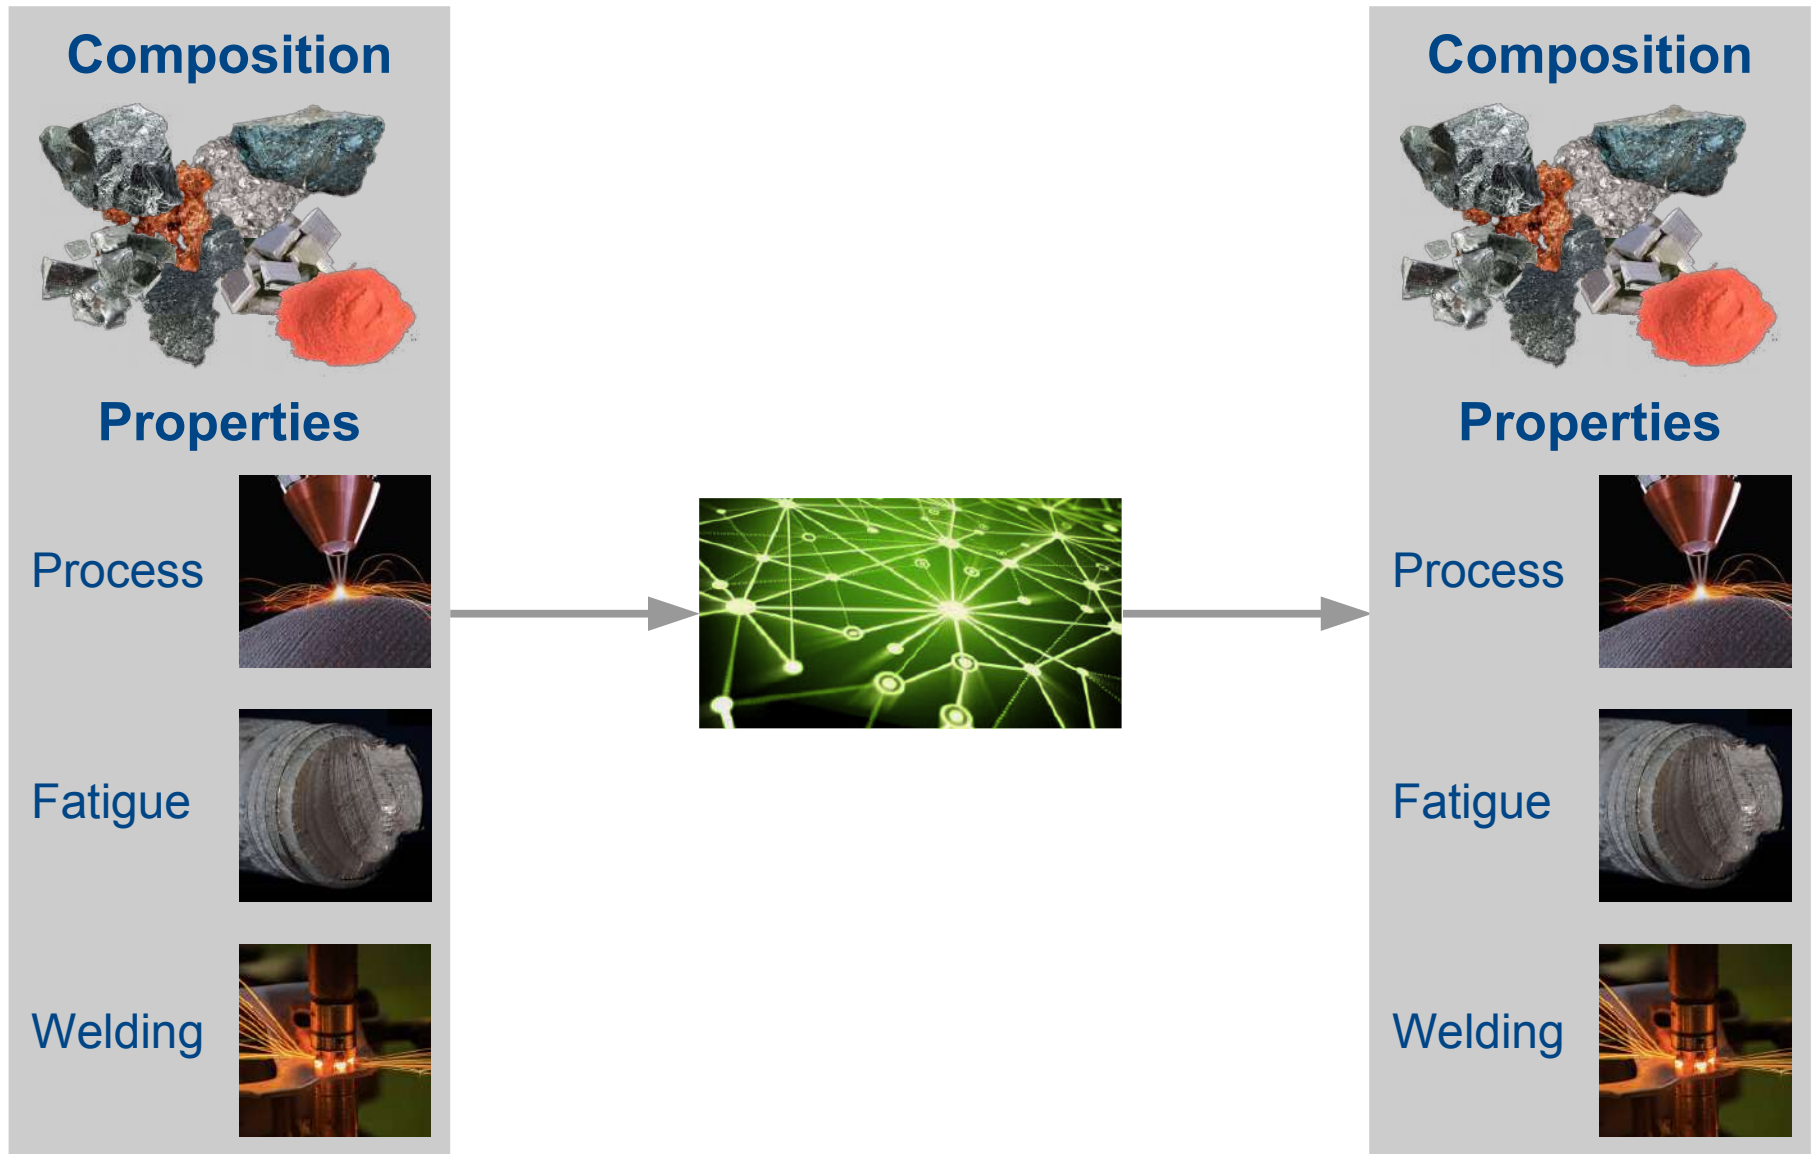 Composition
Properties
Process
Fatigue
Welding
Composition
Properties
Process
Fatigue
Welding